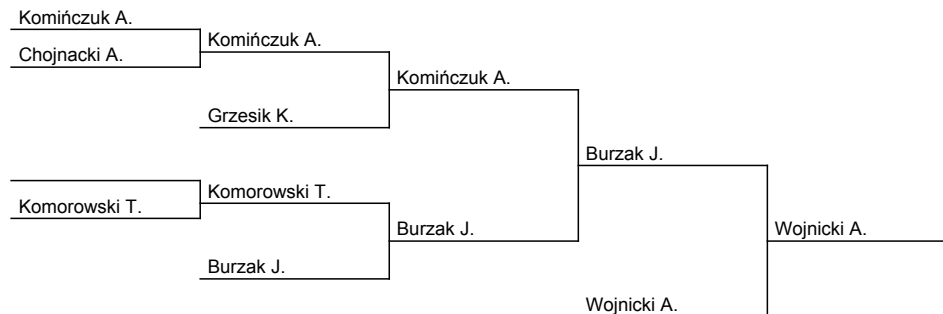 Komińczuk A.
Komińczuk A.
Chojnacki A.
Komińczuk A.
Grzesik K.
Burzak J.
Komorowski T.
Komorowski T.
Burzak J.
Wojnicki A.
Burzak J.
Wojnicki A.